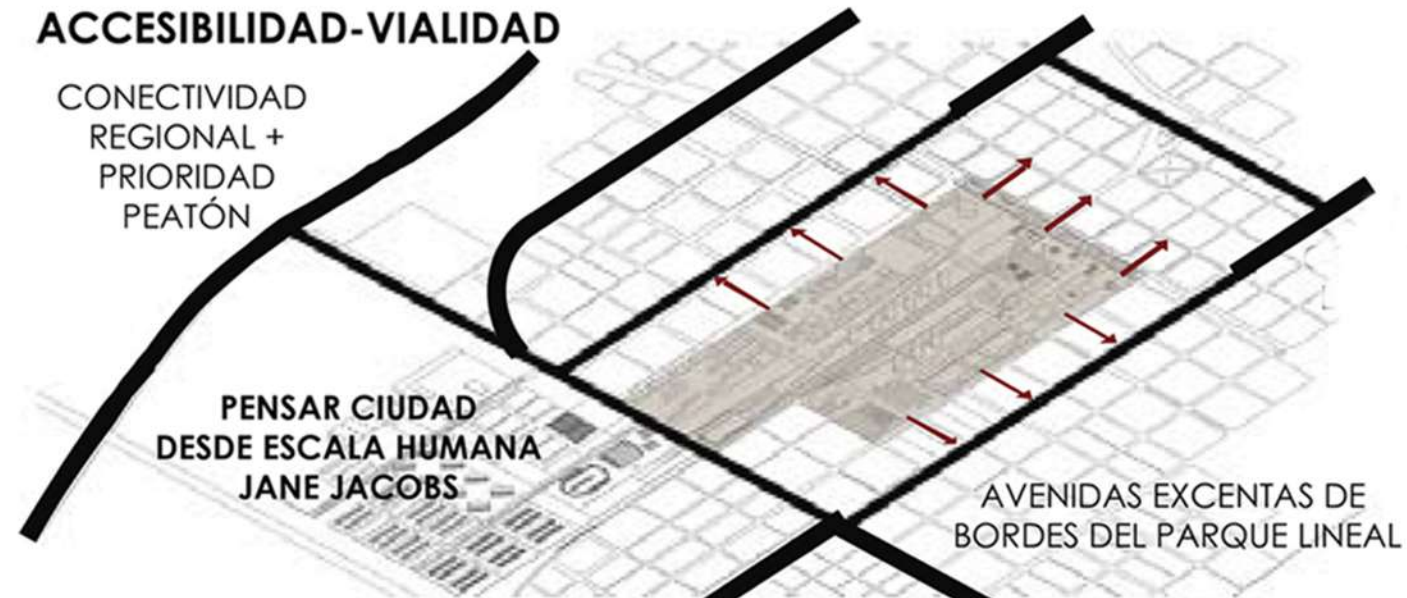 ACCESIBILIDAD-VIALIDAD
CONECTIVIDAD
REGIONAL +
PRIORIDAD
PEATÓN
PENSAR CIUDAD
DESDE ESCALA HUMANA
JANE JACOBS
AVENIDAS EXCENTAS DE
BORDES DEL PARQUE LINEAL